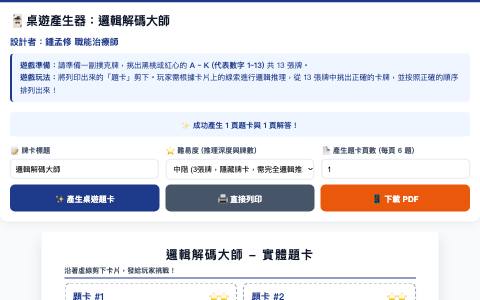 🃏 桌遊產生器：邏輯解碼大師
設計者：鍾孟修 職能治療師
遊戲準備：請準備一副撲克牌，挑出黑桃或紅心的 A ~ K (代表數字 1-13) 共 13 張牌。
遊戲玩法：將列印出來的「題卡」剪下。玩家需根據卡片上的線索進行邏輯推理，從 13 張牌中挑出正確的卡牌，並按照正確的順序
排列出來！
✨ 成功產生 1 頁題卡與 1 頁解答！
📝 牌卡標題
⭐ 難易度 (推理深度與牌數)
📑 產生題卡頁數 (每頁 6 題)
邏輯解碼大師
中階 (3張牌，隱藏牌卡，需完全邏輯推
1
✨ 產生桌遊題卡
🖨️ 直接列印
📱 下載 PDF
邏輯解碼大師 – 實體題卡
沿著虛線剪下卡片，發給玩家挑戰！
題卡 #1 ⭐⭐
題卡 #2 ⭐⭐